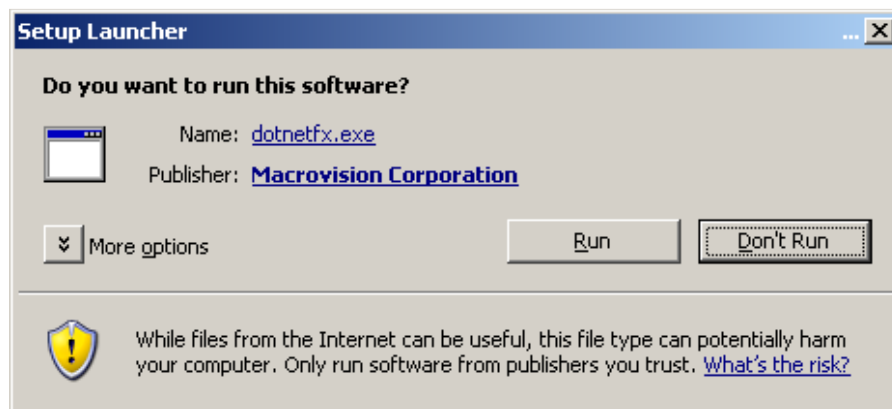 Setup Launcher ...
Do you want to run this software?
Name: dotnetfx.exe
Publisher: Macrovision Corporation
More options Run Don't Run
While files from the Internet can be useful, this file type can potentially harm
your computer. Only run software from publishers you trust. What's the risk?